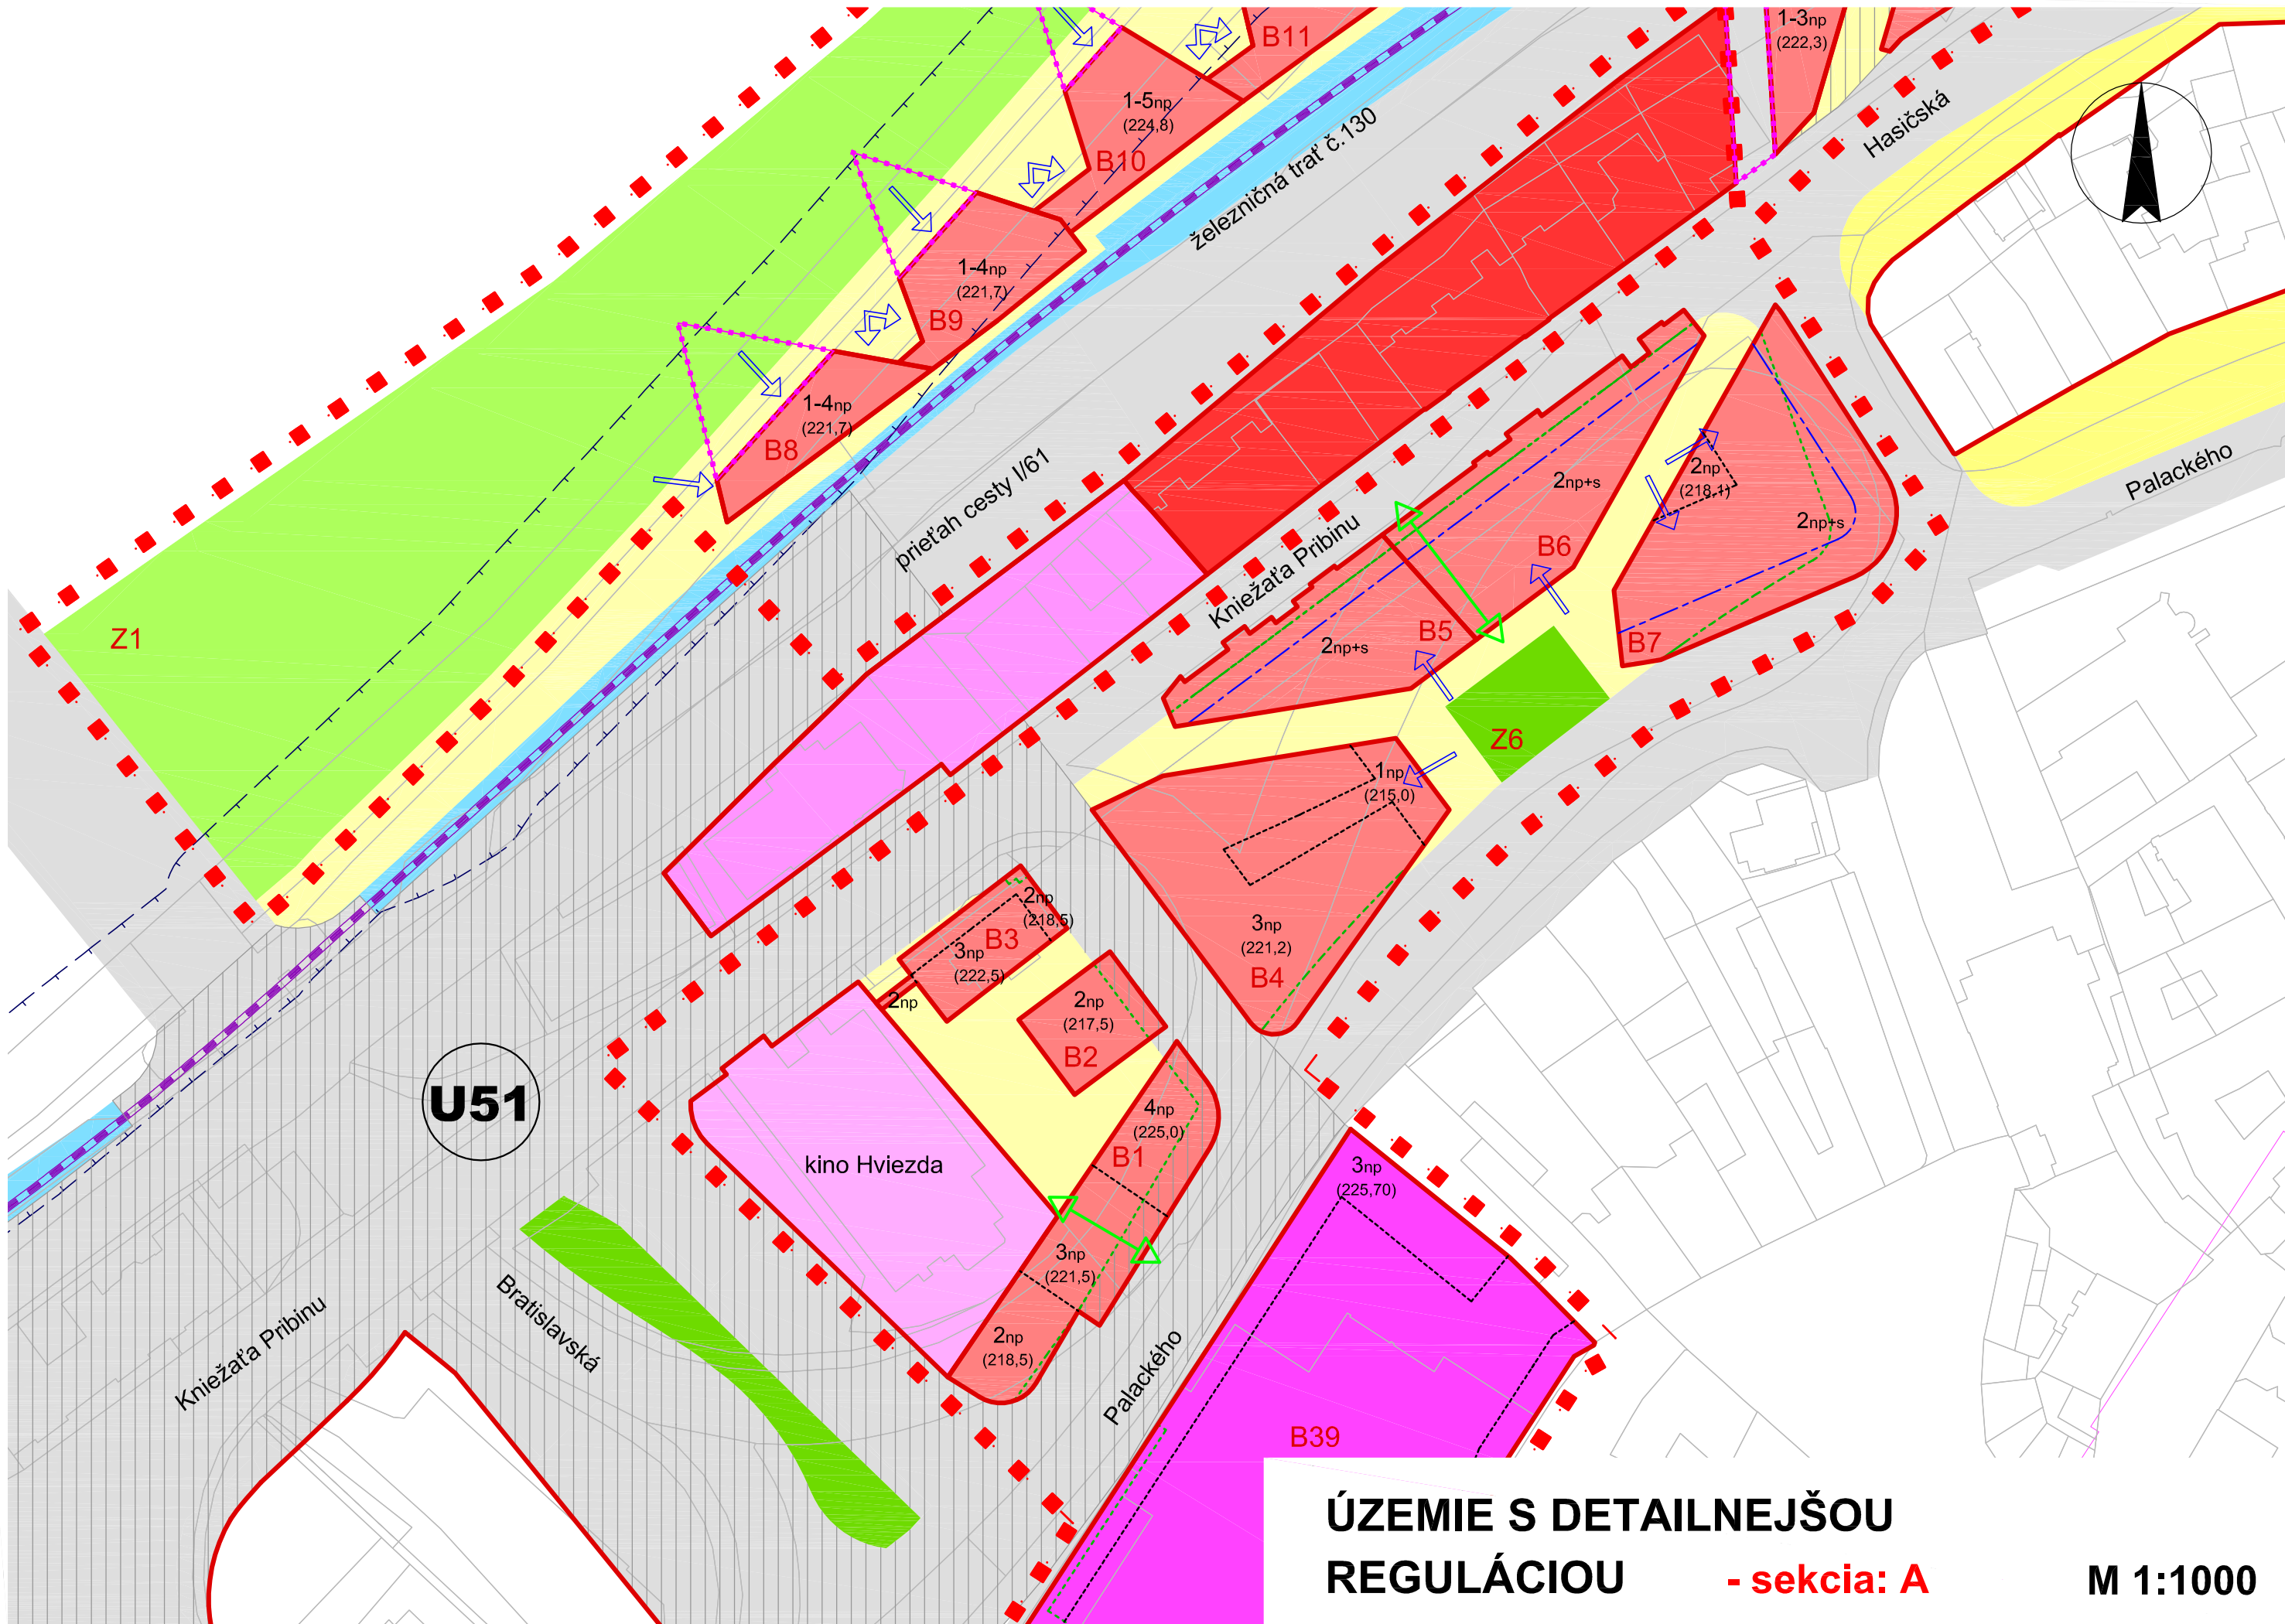 B11
1-3np
(222,3)
1-5np
(224,8)
B10
železničná trať č.130
Hasičská
1-4np
(221,7)
B9
1-4np
(221,7)
B8
prieťah cesty I/61
Kniežaťa Pribinu
2np+s
B6
2np
(218,1)
2np+s
B7
Palackého
Z1
B5
2np+s
Z6
1np
(215,0)
3np
(221,2)
B4
2np
(218,5)
B3
3np
(222,5)
2np
2np
(217,5)
B2
U51
4np
(225,0)
B1
kino Hviezda
3np
(221,5)
2np
(218,5)
3np
(225,70)
Kniežaťa Pribinu
Bratislavská
Palackého
B39
ÚZEMIE S DETAILNEJŠOU
REGULÁCIOU - sekcia: A M 1:1000